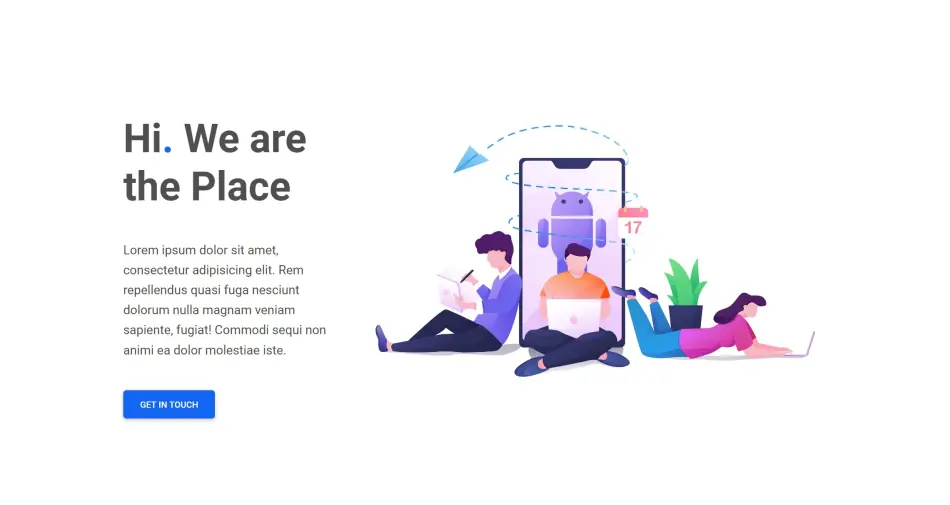 Hi. We are
the Place
Lorem ipsum dolor sit amet,
consectetur adipisicing elit. Rem
repellendus quasi fuga nesciunt
dolorum nulla magnam veniam
sapiente, fugiat! Commodi sequi non
animi ea dolor molestiae iste.
GET IN TOUCH
17